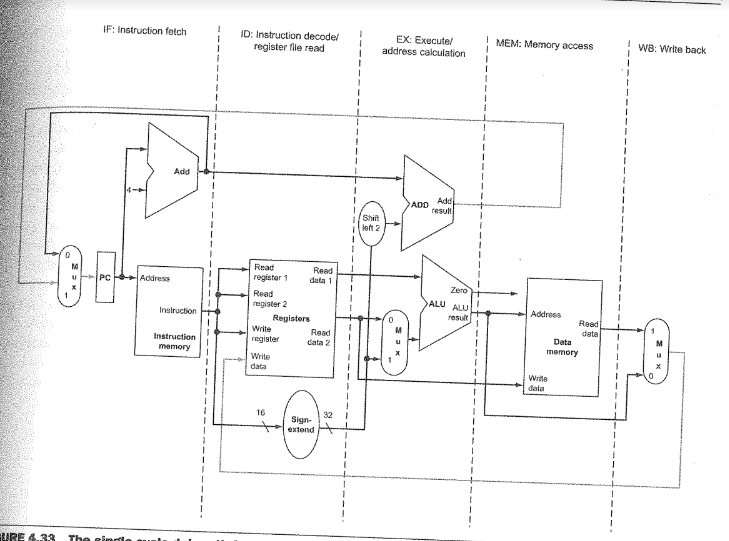 IF: Instruction fetch
ID: Instruction decode/
register file read
EX: Execute/
address calculation
MEM: Memory access
WB: Write back
Add
4
ADD
Add
result
Shift
left 2
0
M
u
x
1
PC
Address
Instruction
Instruction
memory
Read
register 1
Read
data 1
Read
register 2
Registers
Write
register
Read
data 2
Write
data
0
M
u
x
1
Zero
ALU
ALU
result
Address
Read
data
Data
memory
Write
data
1
M
u
x
0
16
Sign-
extend
32
URE 4.33 The single